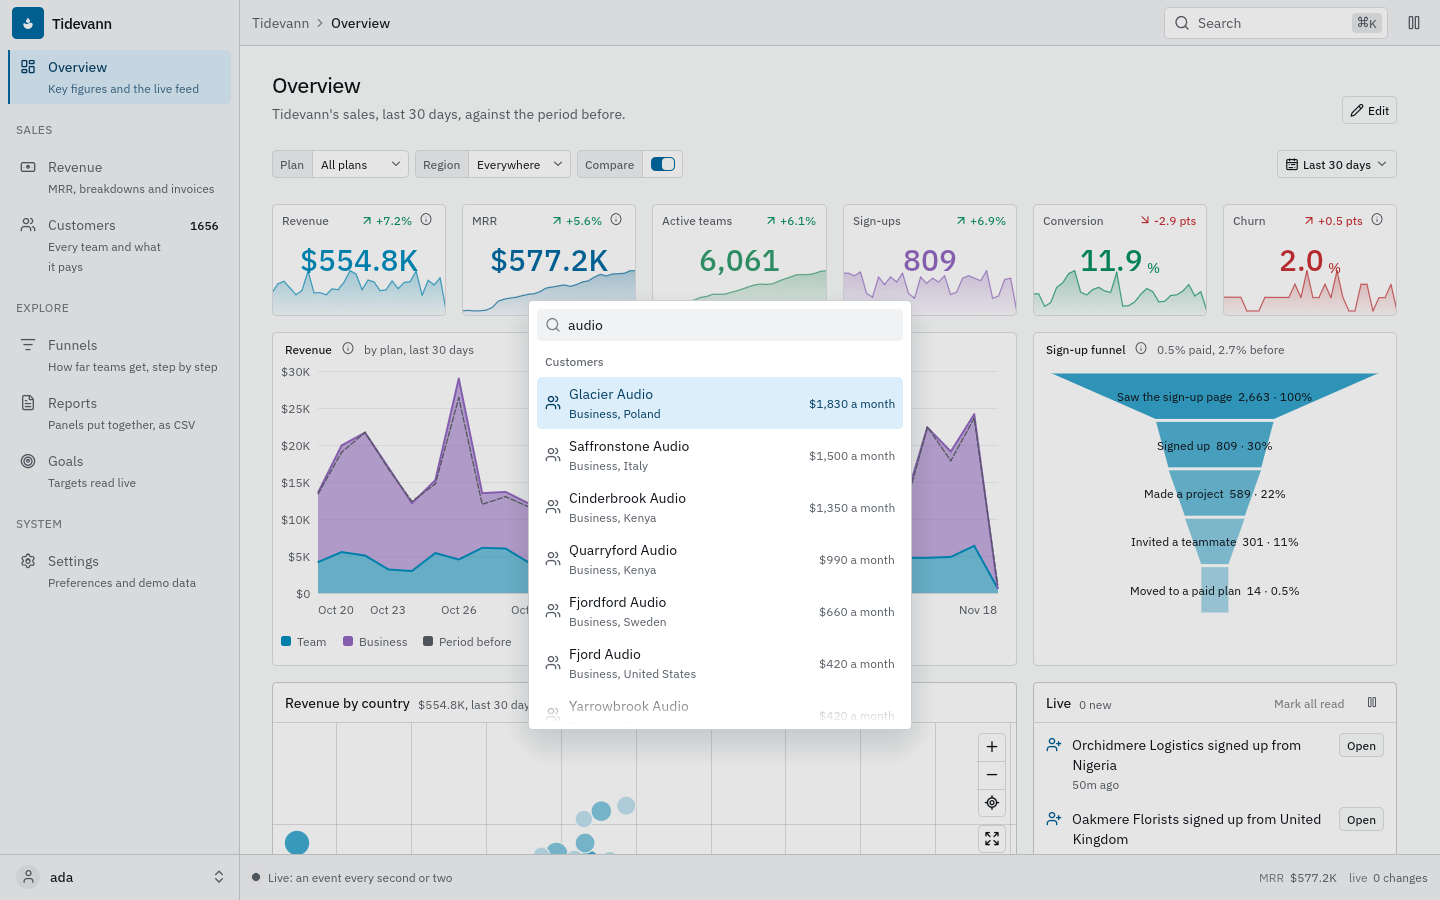 Tidevann
Overview
Key figures and the live feed
SALES
Revenue
MRR, breakdowns and invoices
Customers 1656
Every team and what
it pays
EXPLORE
Funnels
How far teams get, step by step
Reports
Panels put together, as CSV
Goals
Targets read live
SYSTEM
Settings
Preferences and demo data
ada
Tidevann > Overview
Search ⌘K
Overview
Tidevann's sales, last 30 days, against the period before.
Edit
Plan All plans Region Everywhere Compare
Last 30 days
Revenue +7.2%
$554.8K
MRR +5.6%
$577.2K
Active teams +6.1%
6,061
Sign-ups +6.9%
809
Conversion -2.9 pts
11.9 %
Churn +0.5 pts
2.0 %
Revenue by plan, last 30 days
$30K
$25K
$20K
$15K
$10K
$5K
$0
Oct 20 Oct 23 Oct 26 Nov 18
Team Business Period before
audio
Customers
Glacier Audio
Business, Poland
$1,830 a month
Saffronstone Audio
Business, Italy
$1,500 a month
Cinderbrook Audio
Business, Kenya
$1,350 a month
Quarryford Audio
Business, Kenya
$990 a month
Fjordford Audio
Business, Sweden
$660 a month
Fjord Audio
Business, United States
$420 a month
Yarrowbrook Audio
$420 a month
Sign-up funnel 0.5% paid, 2.7% before
Saw the sign-up page 2,663 · 100%
Signed up 809 · 30%
Made a project 589 · 22%
Invited a teammate 301 · 11%
Moved to a paid plan 14 · 0.5%
Revenue by country $554.8K, last 30
Live 0 new Mark all read
Orchidmere Logistics signed up from
Nigeria
50m ago
Open
Oakmere Florists signed up from United
Kingdom
Open
Live: an event every second or two
MRR $577.2K live 0 changes